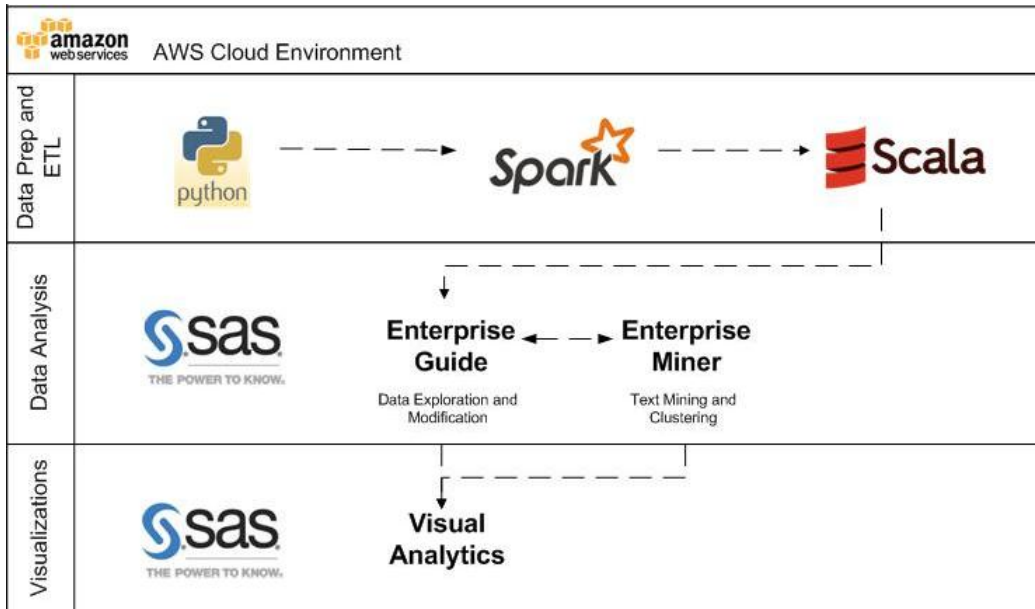 amazon
webservices
AWS Cloud Environment
Data Prep and
ETL
python
Spark
Scala
Data Analysis
sas
THE POWER TO KNOW.
Enterprise
Guide
Data Exploration and
Modification
Enterprise
Miner
Text Mining and
Clustering
Visualizations
sas
THE POWER TO KNOW.
Visual
Analytics